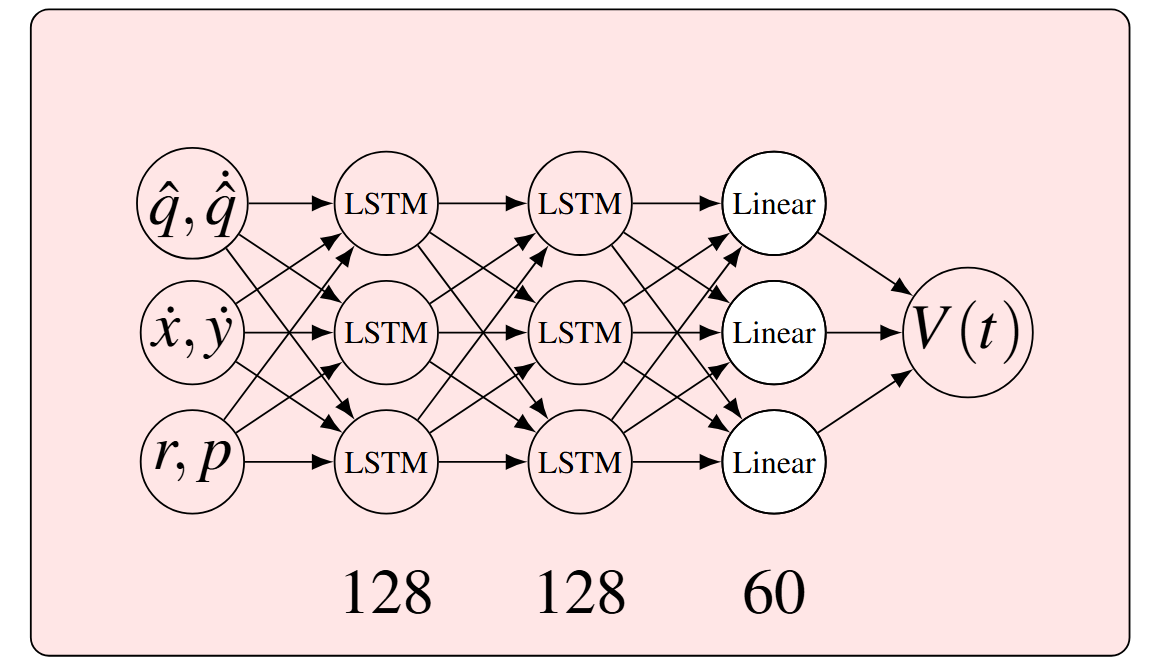 q̂, q̂̇ LSTM LSTM Linear
ẋ, ẏ LSTM LSTM Linear V(t)
r, p LSTM LSTM Linear
128 128 60